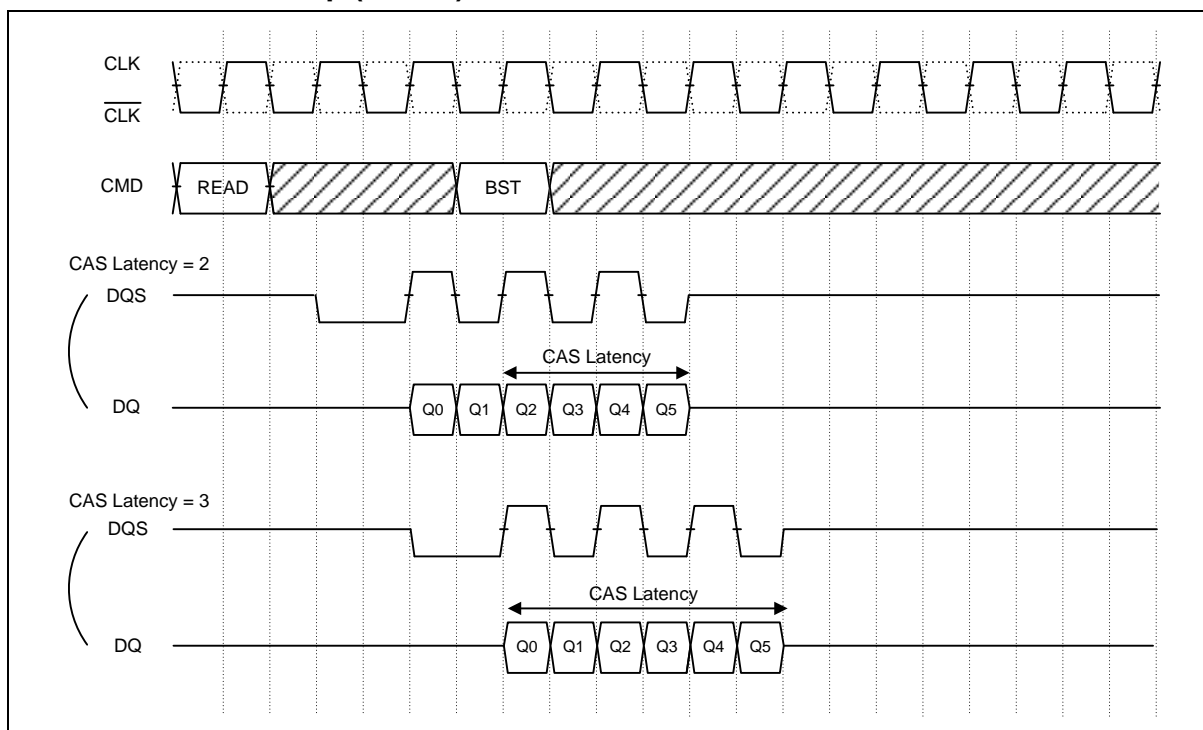 CLK
CLK
CMD READ BST
CAS Latency = 2
DQS
CAS Latency
DQ Q0 Q1 Q2 Q3 Q4 Q5
CAS Latency = 3
DQS
CAS Latency
DQ Q0 Q1 Q2 Q3 Q4 Q5